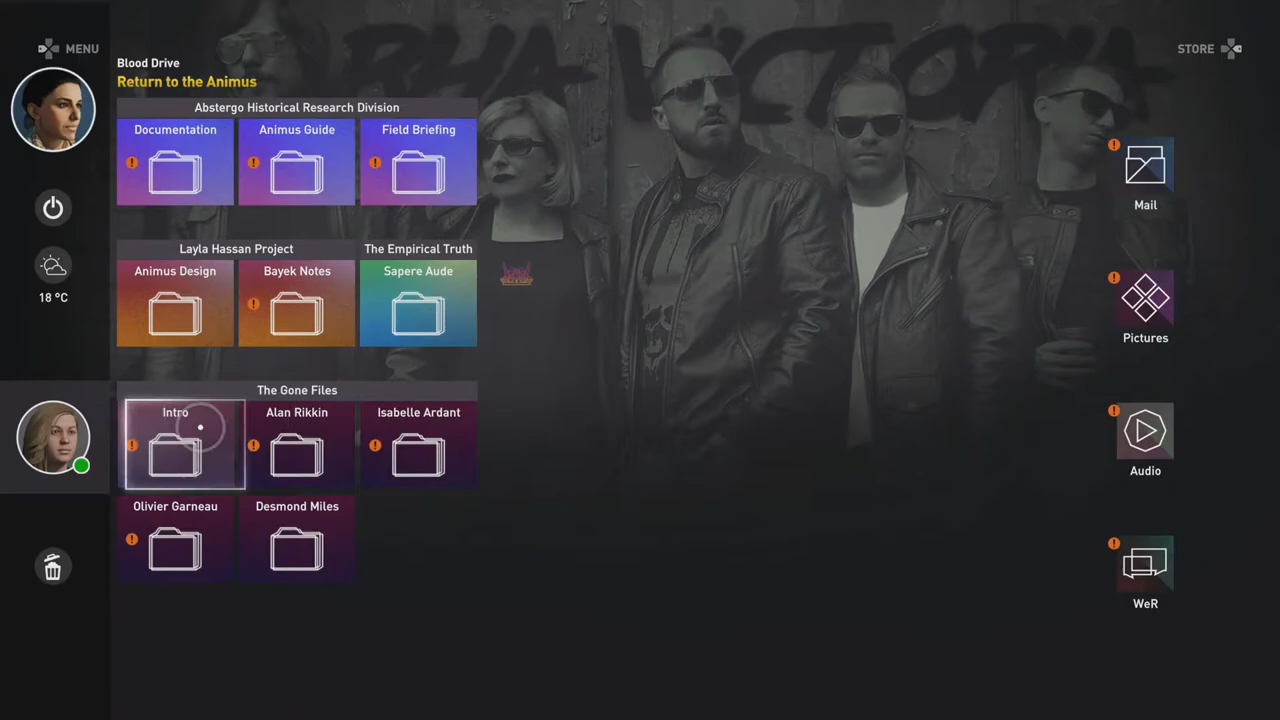 MENU
STORE
Blood Drive
Return to the Animus
Abstergo Historical Research Division
Documentation
Animus Guide
Field Briefing
Layla Hassan Project
The Empirical Truth
Animus Design
Bayek Notes
Sapere Aude
The Gone Files
Intro
Alan Rikkin
Isabelle Ardant
Olivier Garneau
Desmond Miles
18 °C
Mail
Pictures
Audio
WeR